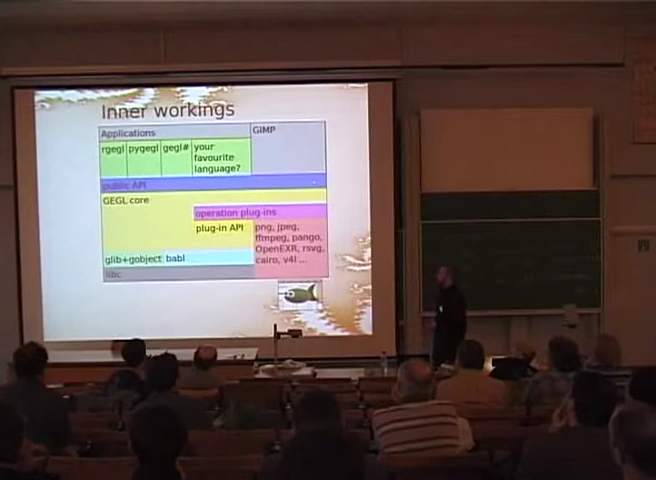 Inner workings
Applications
GIMP
rgegl pygegl gegl# your
favourite
language?
public API
GEGL core
operation plug-ins
plug-in API
png, jpeg,
ffmpeg, pango,
OpenEXR, rsvg,
cairo, v4l ...
glib+gobject babl
libc